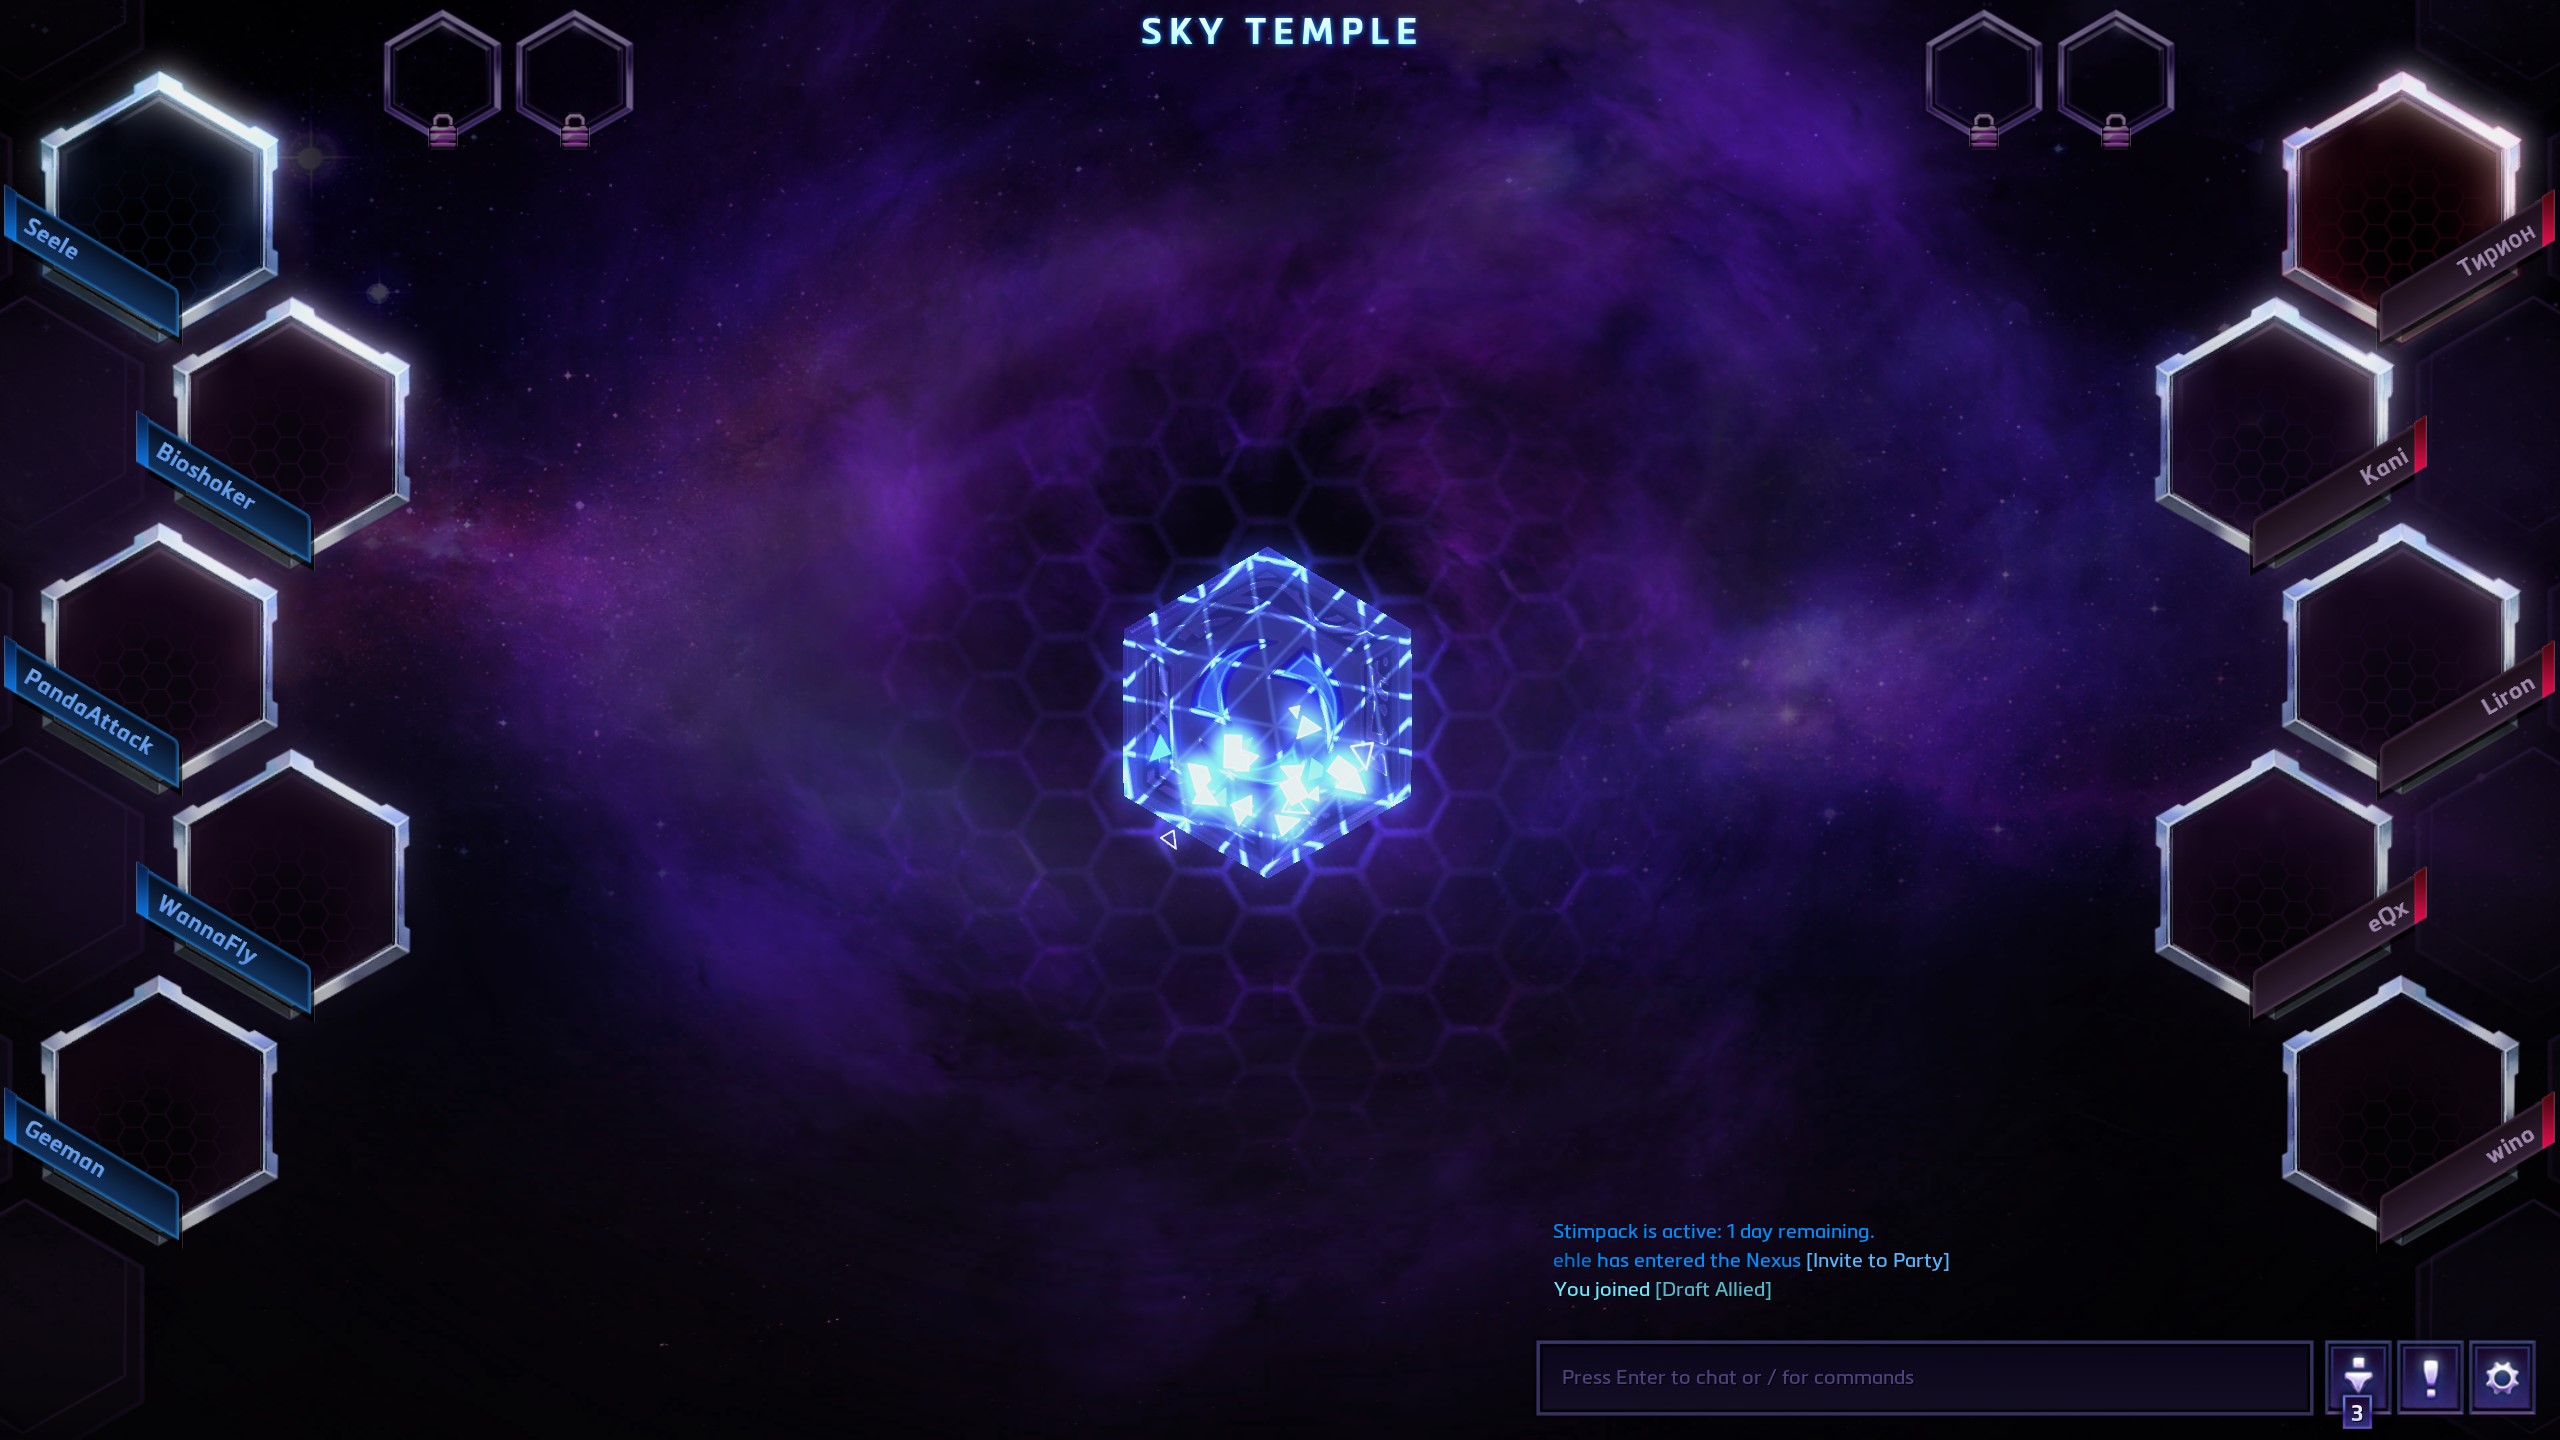 SKY TEMPLE
Seele
Bioshoker
PandaAttack
WannaFly
Geeman
Тирион
Kani
Liron
eQx
wino
Stimpack is active: 1 day remaining.
ehle has entered the Nexus [Invite to Party]
You joined [Draft Allied]
Press Enter to chat or / for commands
3